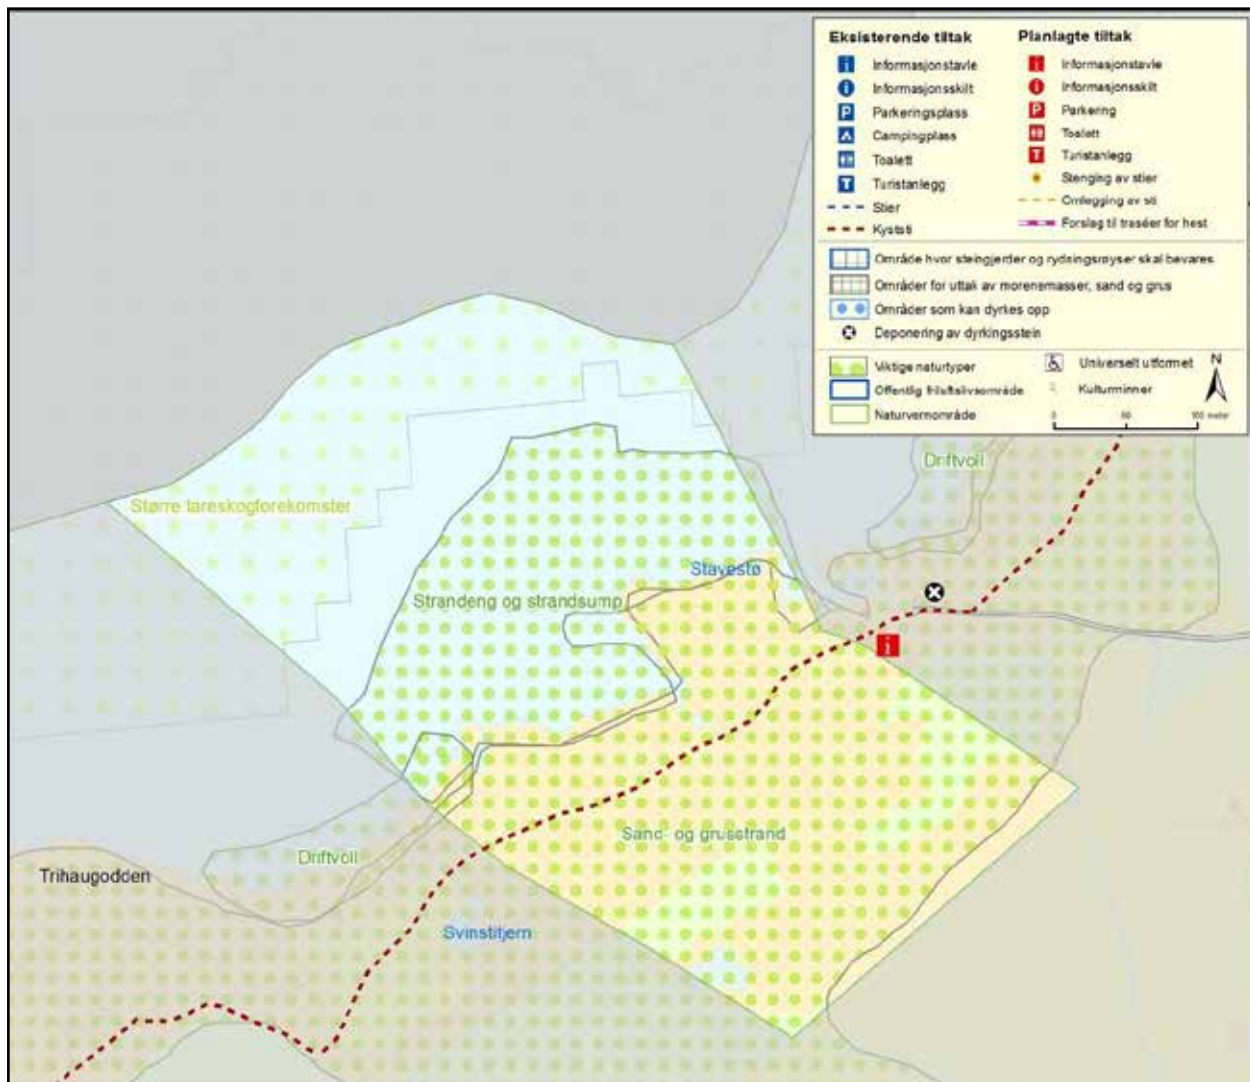 Eksisterende tiltak
Informasjonstavle
Informasjonsskilt
Parkeringsplass
Campingplass
Toalett
Turistanlegg
Stier
Kyststi
Planlagte tiltak
Informasjonstavle
Informasjonsskilt
Parkering
Toalett
Turistanlegg
Stenging av stier
Omlegging av sti
Forslag til traséer for hest
Område hvor steingjerder og rydningsrøyser skal bevares
Områder for uttak av morenemasser, sand og grus
Områder som kan dyrkes opp
Deponering av dyrkingsstein
Viktige naturtyper
Offentlig friluftslivsområde
Naturvernområde
Universelt utformet
Kulturminner
N
0 50 100 meter
Driftvoll
Større tareskogforekomster
Stavestø
Strandeng og strandsump
Sand- og grusstrand
Driftvoll
Trihaugodden
Svinstitjern